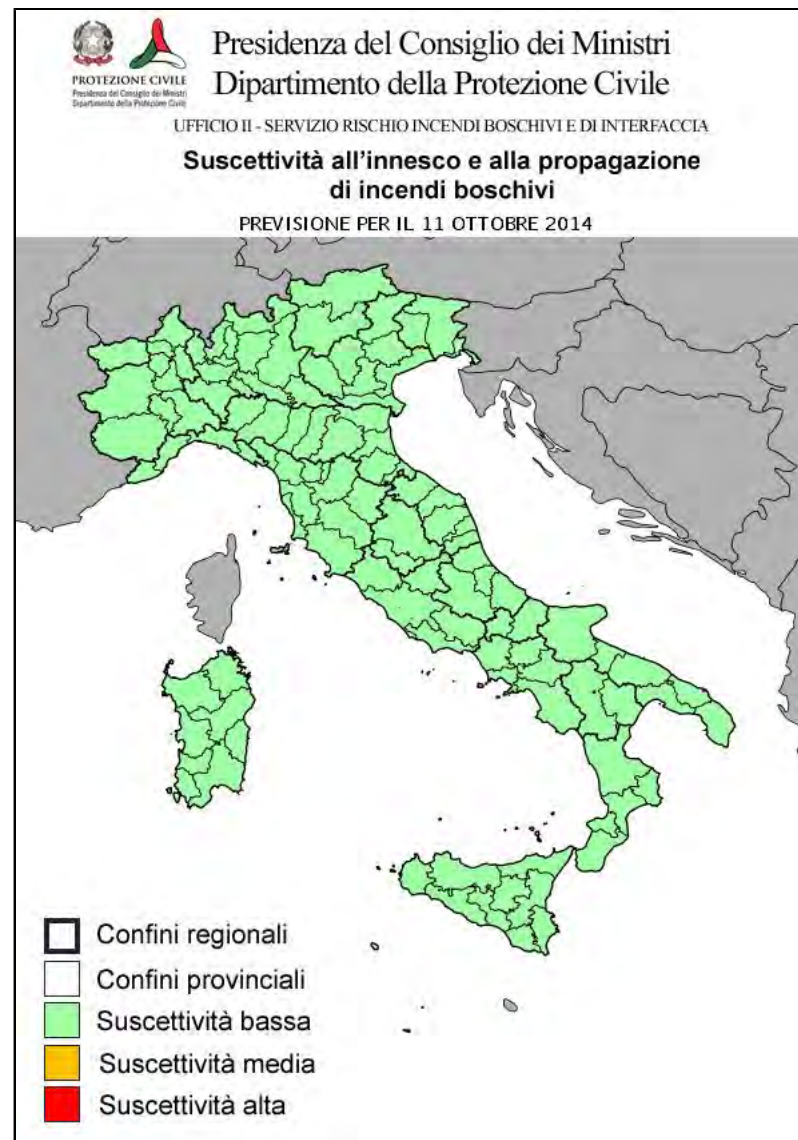 PROTEZIONE CIVILE
Presidenza del Consiglio dei Ministri
Dipartimento della Protezione Civile
Presidenza del Consiglio dei Ministri
Dipartimento della Protezione Civile
UFFICIO II - SERVIZIO RISCHIO INCENDI BOSCHIVI E DI INTERFACCIA
Suscettività all'innesco e alla propagazione
di incendi boschivi
PREVISIONE PER IL 11 OTTOBRE 2014
Confini regionali
Confini provinciali
Suscettività bassa
Suscettività media
Suscettività alta